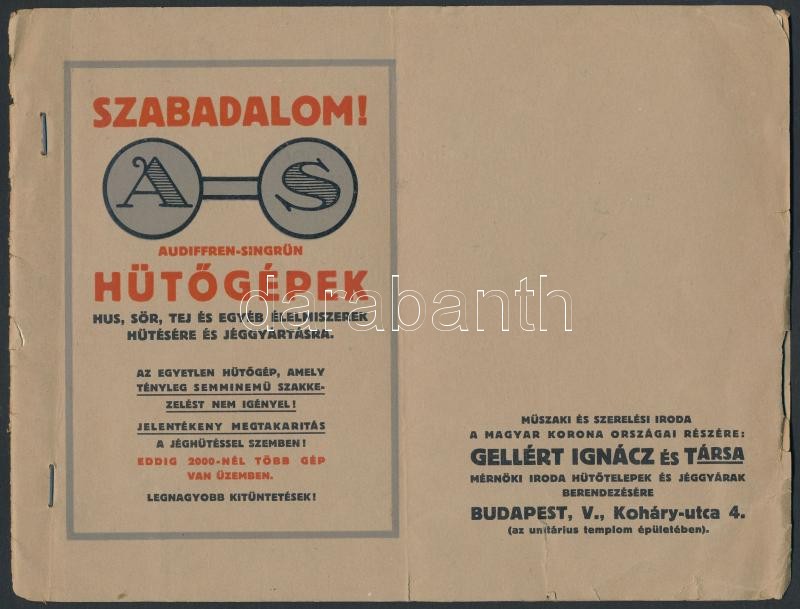 SZABADALOM!
A S
AUDIFFREN-SINGRÜN
HÜTŐGÉPEK
HUS, SÖR, TEJ ÉS EGYÉB ÉLELMISZEREK
HÜTÉSÉRE ÉS JÉGGYÁRTÁSRA.
AZ EGYETLEN HÜTŐGÉP, AMELY
TÉNYLEG SEMMINEMÜ SZAKKE-
ZELÉST NEM IGÉNYEL!
JELENTÉKENY MEGTAKARITÁS
A JÉGHÜTÉSSEL SZEMBEN!
EDDIG 2000-NÉL TÖBB GÉP
VAN ÜZEMBEN.
LEGNAGYOBB KITÜNTETÉSEK!
MŰSZAKI ÉS SZERELÉSI IRODA
A MAGYAR KORONA ORSZÁGAI RÉSZÉRE:
GELLÉRT IGNÁCZ ÉS TÁRSA
MÉRNÖKI IRODA HÜTŐTELEPEK ÉS JÉGGYÁRAK
BERENDEZÉSÉRE
BUDAPEST, V., Koháry-utca 4.
(az unitárius templom épületében).
darabanth